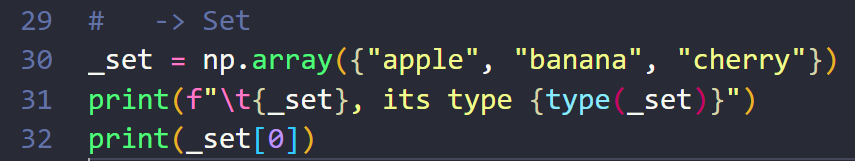 29 #   -> Set
30 _set = np.array({"apple", "banana", "cherry"})
31 print(f"\t{_set}, its type {type(_set)}")
32 print(_set[0])